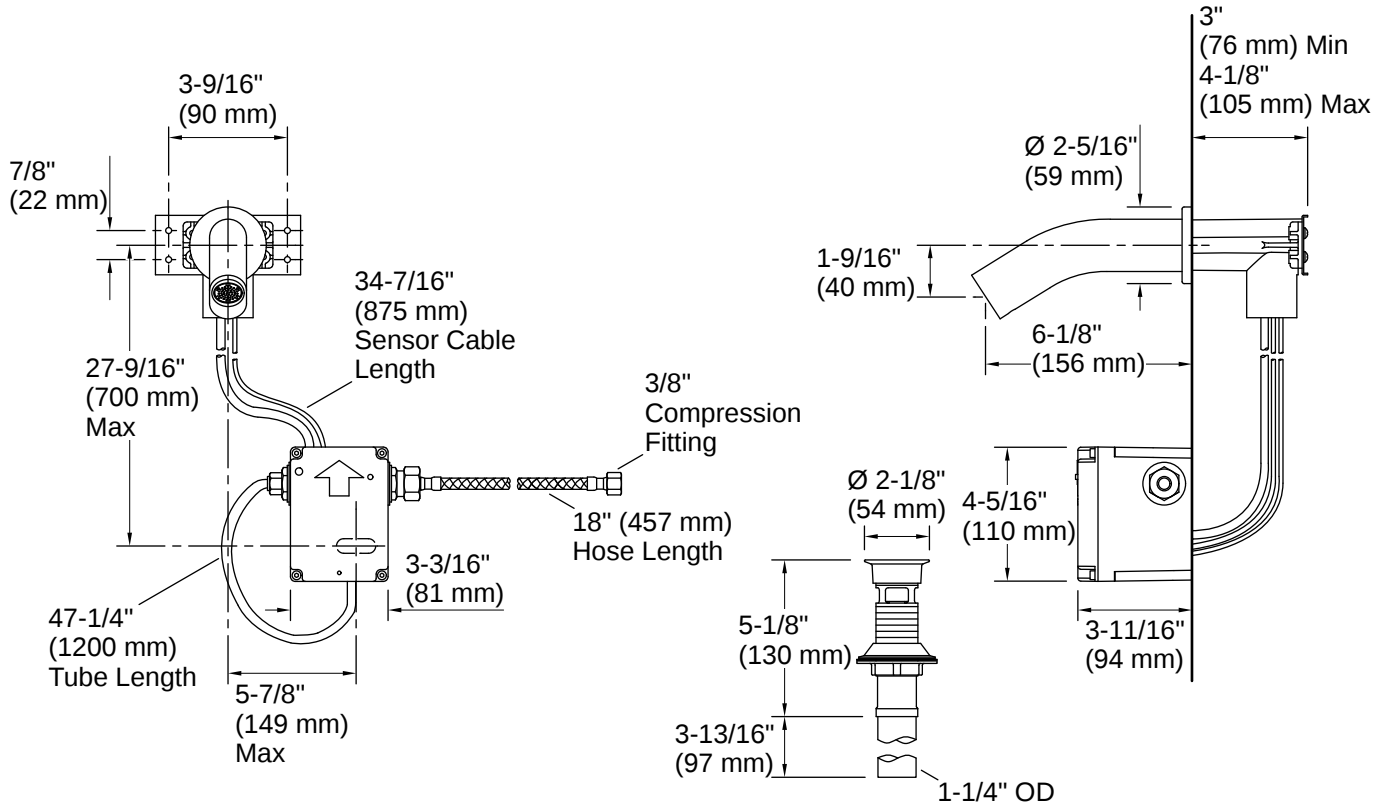 3-9/16"
(90 mm)
7/8"
(22 mm)
34-7/16"
(875 mm)
Sensor Cable
Length
27-9/16"
(700 mm)
Max
3/8"
Compression
Fitting
18" (457 mm)
Hose Length
3-3/16"
(81 mm)
47-1/4"
(1200 mm)
Tube Length
5-7/8"
(149 mm)
Max
3"
(76 mm) Min
4-1/8"
(105 mm) Max
Ø 2-5/16"
(59 mm)
1-9/16"
(40 mm)
6-1/8"
(156 mm)
Ø 2-1/8"
(54 mm)
4-5/16"
(110 mm)
5-1/8"
(130 mm)
3-11/16"
(94 mm)
3-13/16"
(97 mm)
1-1/4" OD